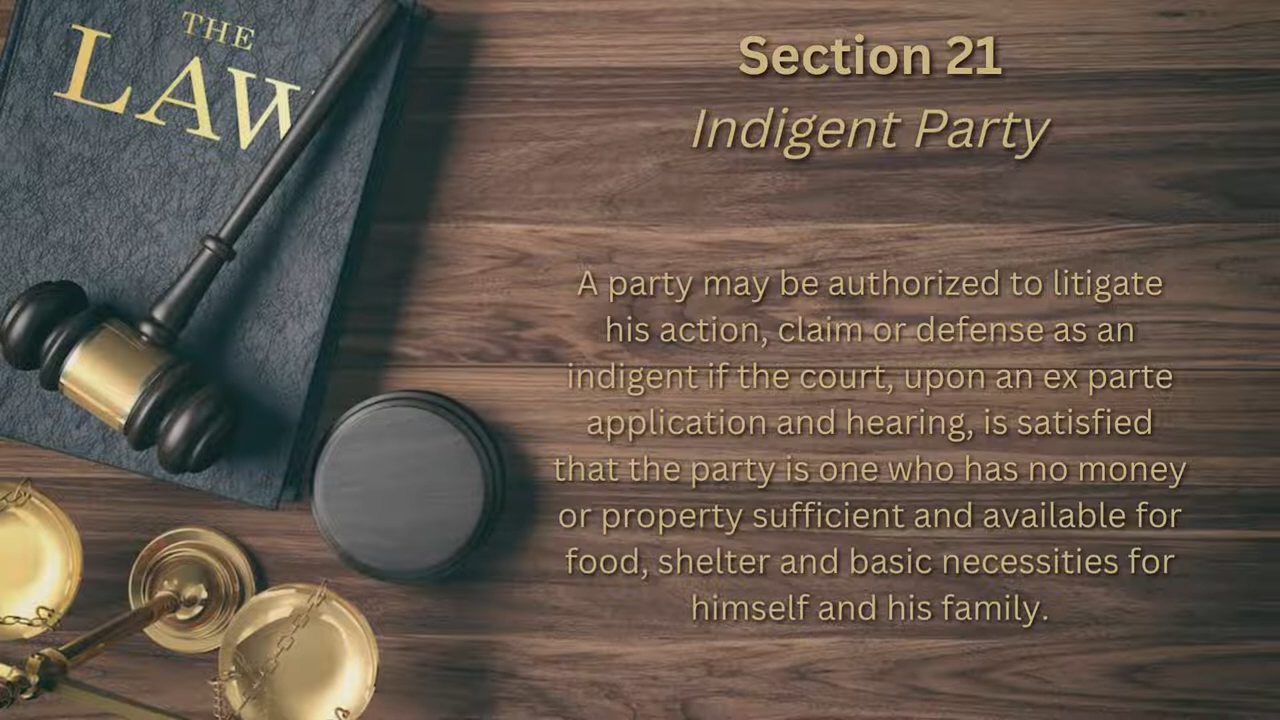 THE
LAW
Section 21
Indigent Party
A party may be authorized to litigate
his action, claim or defense as an
indigent if the court, upon an ex parte
application and hearing, is satisfied
that the party is one who has no money
or property sufficient and available for
food, shelter and basic necessities for
himself and his family.